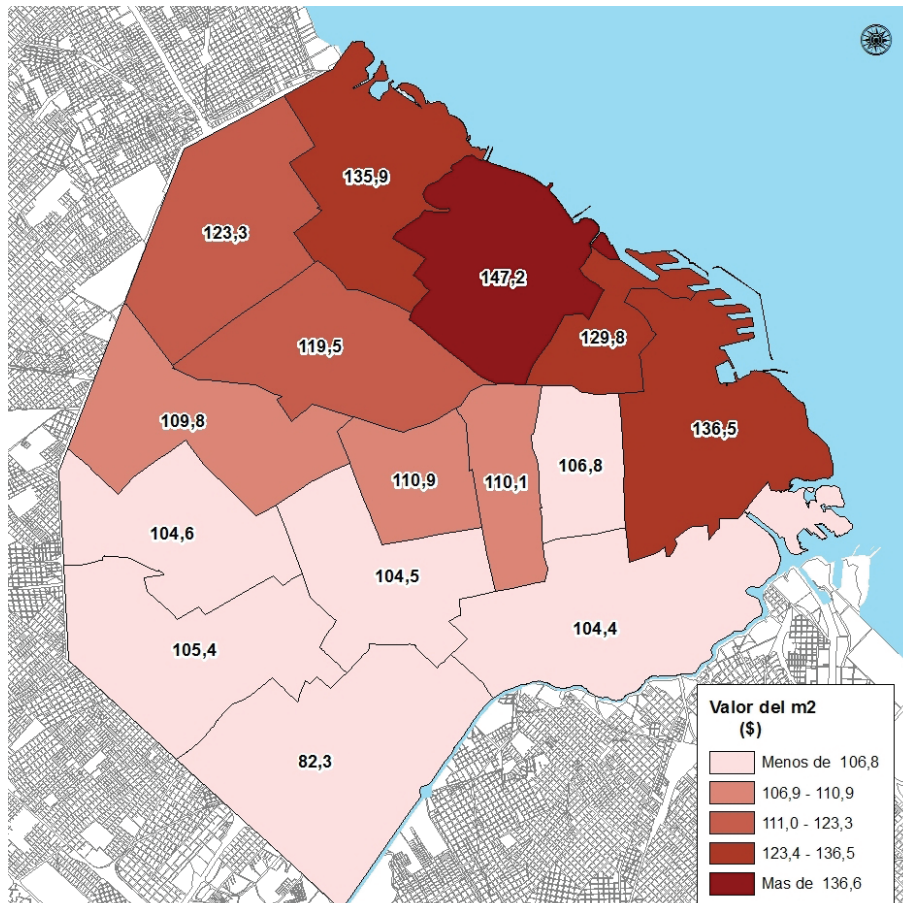 135,9
123,3
147,2
129,8
119,5
109,8
136,5
110,9
110,1
106,8
104,6
104,5
104,4
105,4
82,3
Valor del m2
($)
Menos de 106,8
106,9 - 110,9
111,0 - 123,3
123,4 - 136,5
Mas de 136,6